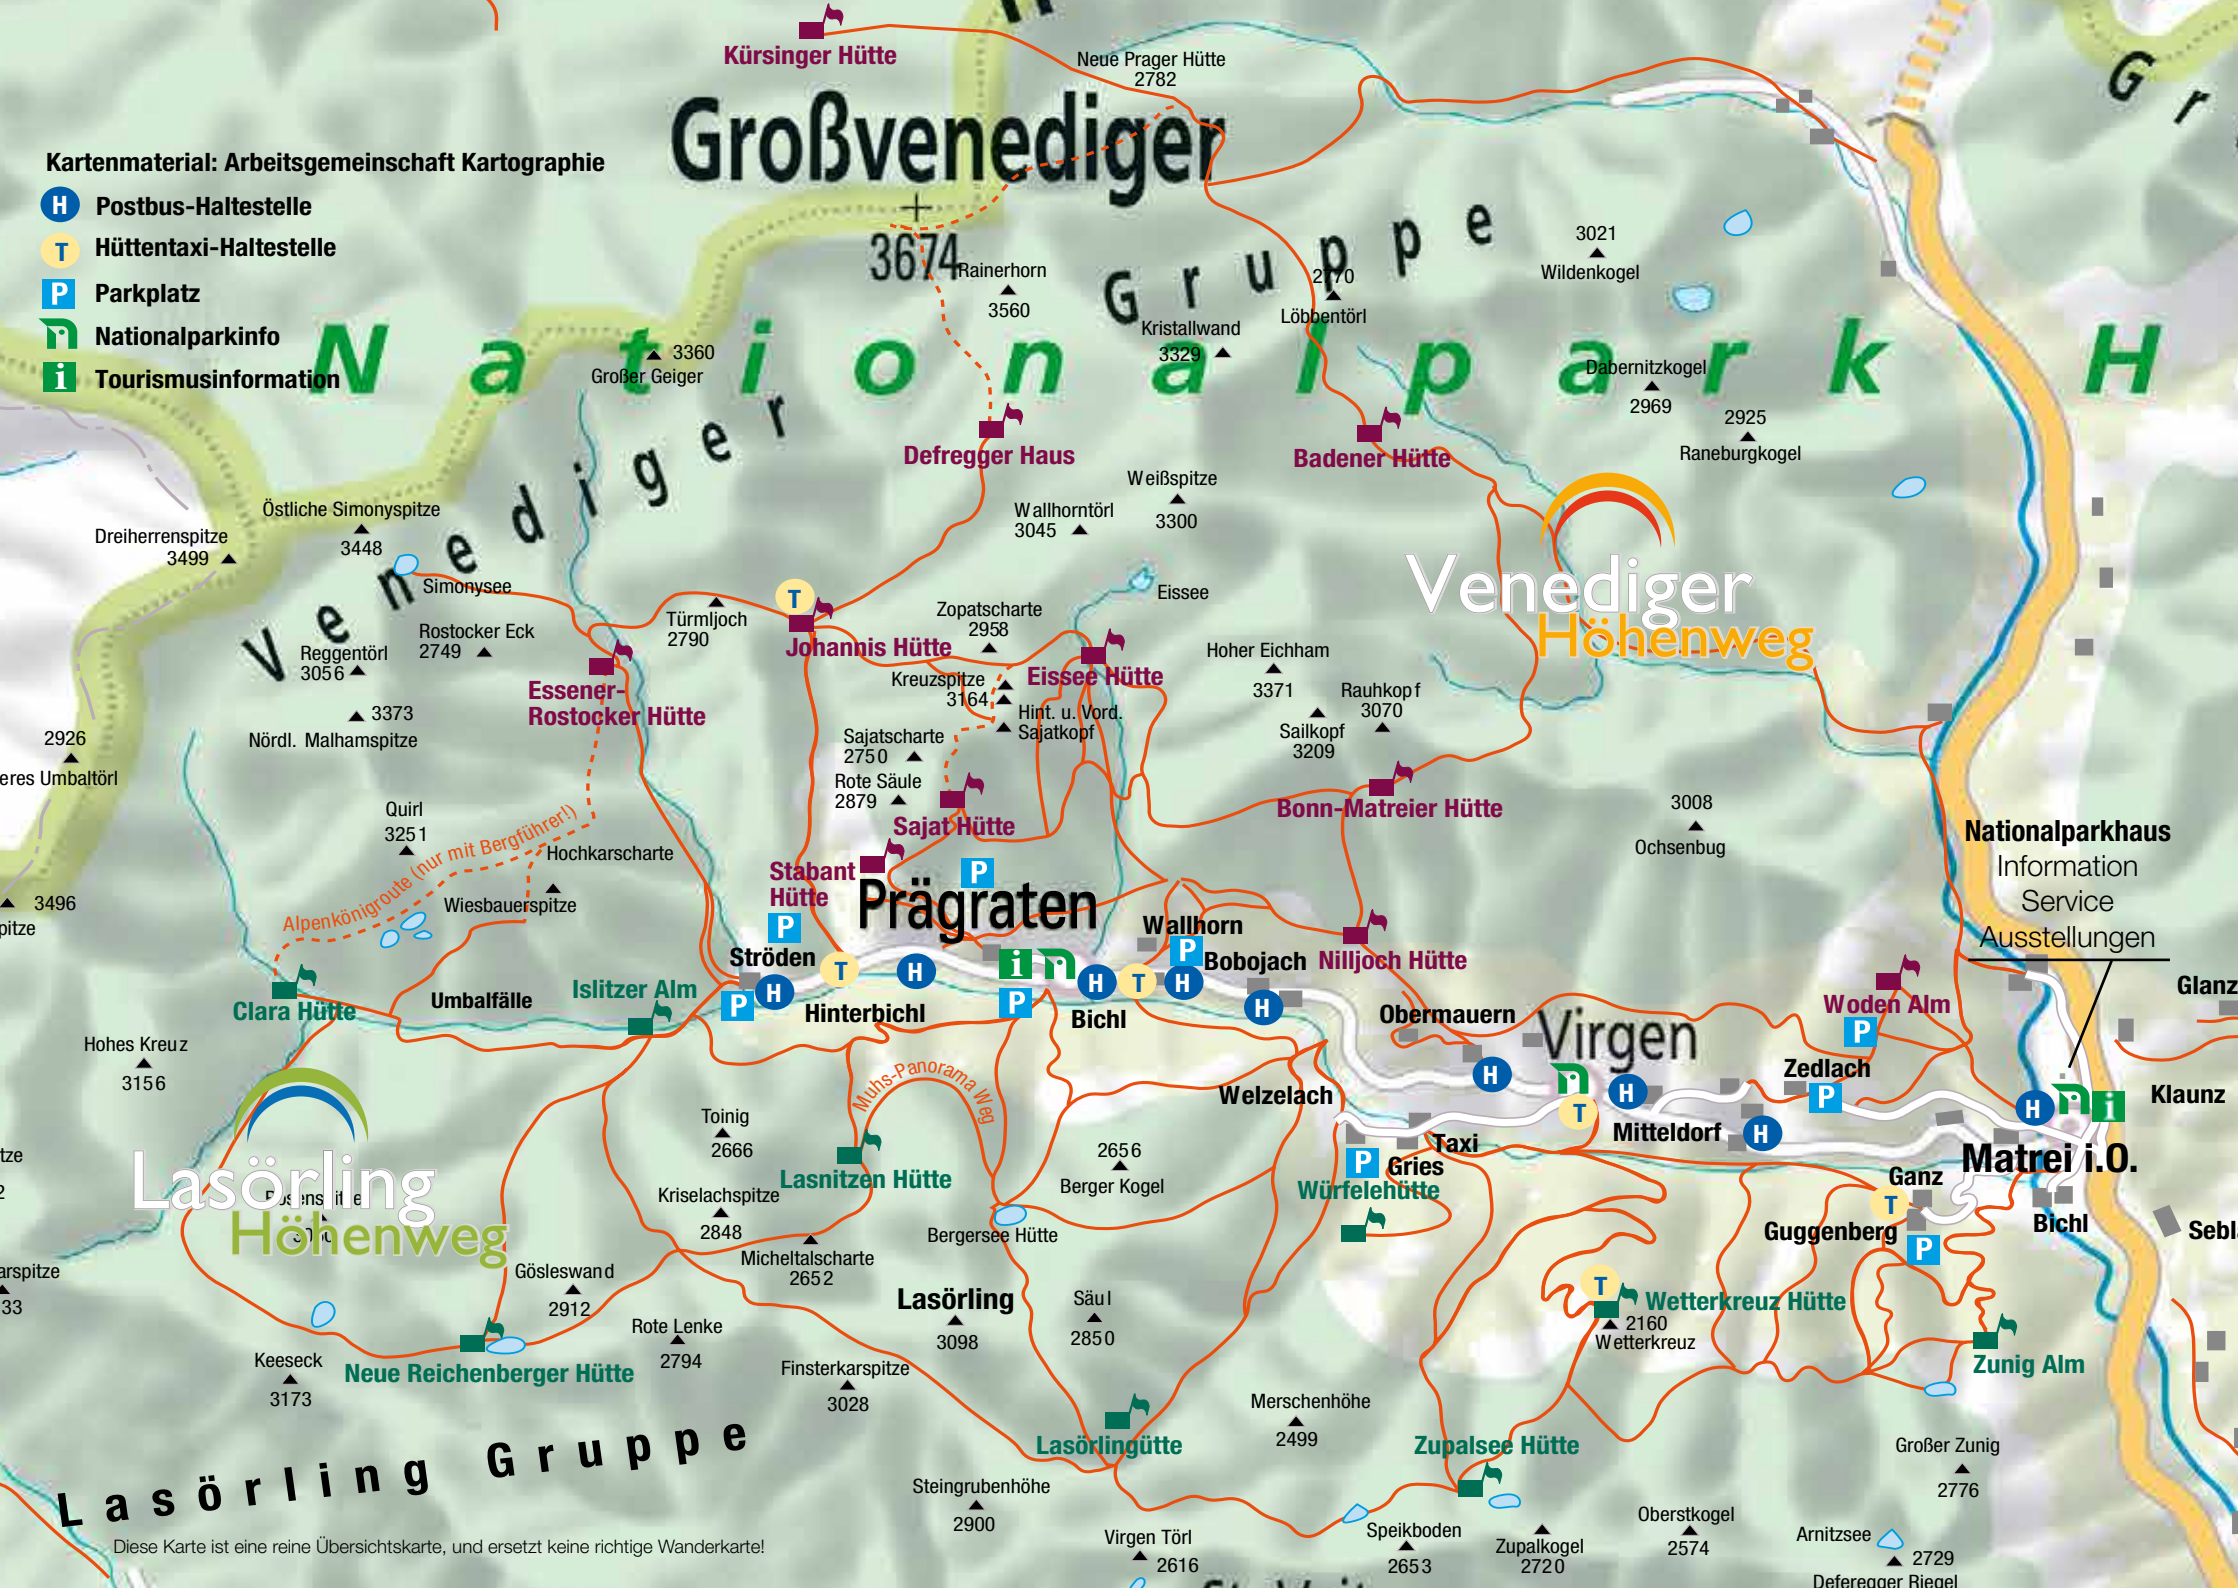 Kürsinger Hütte
Neue Prager Hütte
2782
Großvenediger
3674
Kartenmaterial: Arbeitsgemeinschaft Kartographie
H Postbus-Haltestelle
T Hüttentaxi-Haltestelle
P Parkplatz
Nationalparkinfo
i Tourismusinformation
G r
Venediger Gruppe
Nationalpark H
Rainerhorn
3560
2770
Löbbentörl
3021
Wildenkogel
Kristallwand
3329
3360
Großer Geiger
Dabernitzkogel
2969
2925
Raneburgkogel
Defregger Haus
Badener Hütte
Weißspitze
3300
Wallhorntörl
3045
Östliche Simonyspitze
3448
Dreiherrenspitze
3499
Simonysee
Venediger
Höhenweg
T
Türmljoch
2790
Johannis Hütte
Zopatscharte
2958
Eissee
Rostocker Eck
2749
Reggentörl
3056
3373
Nördl. Malhamspitze
Essener-
Rostocker Hütte
Kreuzspitze
3164
Eissee Hütte
Hint. u. Vord.
Sajatkopf
Hoher Eichham
3371
Rauhkopf
3070
Sailkopf
3209
2926
eres Umbaltörl
Sajatscharte
2750
Rote Säule
2879
Sajat Hütte
Bonn-Matreier Hütte
3008
Ochsenbug
Quirl
3251
Alpenkönigroute (nur mit Bergführer!)
Hochkarscharte
Wiesbauerspitze
3496
pitze
Nationalparkhaus
Information
Service
Ausstellungen
Stabant
Hütte
P
P
Prägraten
Wallhorn
P
Ströden
T
H
i
H
T
H
Bobojach
Nilljoch Hütte
P
H
P
H
Hinterbichl
Bichl
Clara Hütte
Umbalfälle
Islitzer Alm
Obermauern
Virgen
Woden Alm
P
Glanz
Hohes Kreuz
3156
Muhs-Panorama Weg
Welzelach
H
T
H
Zedlach
P
H
i
Klaunz
Mitteldorf
H
Matrei i.O.
Toinig
2666
Lasnitzen Hütte
2656
Berger Kogel
P
Gries
Taxi
Würfelehütte
Ganz
T
Guggenberg
P
Bichl
Sebl
tze
2
Lasörling
Höhenweg
Kriselachspitze
2848
Micheltalscharte
2652
Bergersee Hütte
arspitze
33
Gösleswand
2912
Lasörling
3098
Säul
2850
T
Wetterkreuz Hütte
2160
Wetterkreuz
Zunig Alm
Keeseck
3173
Neue Reichenberger Hütte
Rote Lenke
2794
Finsterkarspitze
3028
Merschenhöhe
2499
Lasörlingütte
Zupalsee Hütte
Großer Zunig
2776
Lasörling Gruppe
Steingrubenhöhe
2900
Virgen Törl
2616
Speikboden
2653
Zupalkogel
2720
Oberstkogel
2574
Arnitzsee
2729
Deferegger Riegel
Diese Karte ist eine reine Übersichtskarte, und ersetzt keine richtige Wanderkarte!